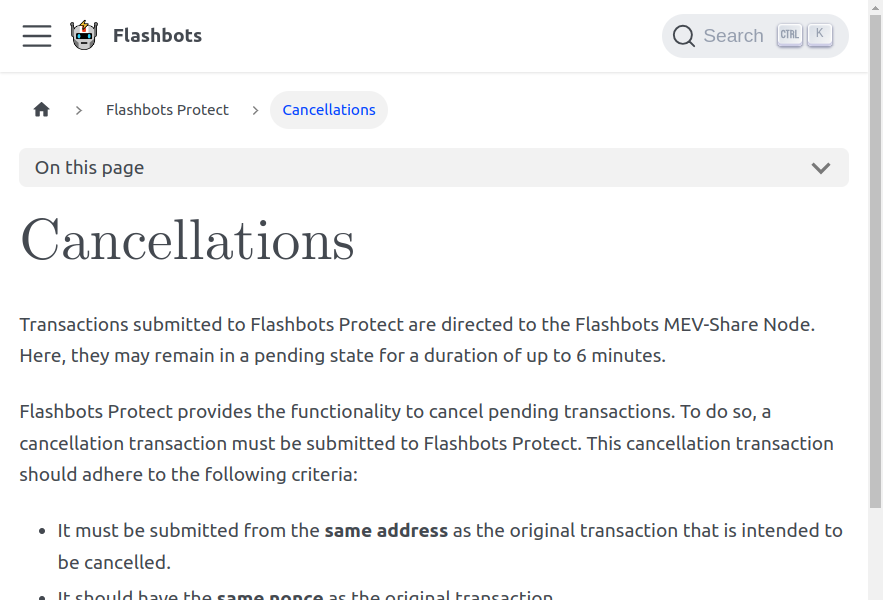 Flashbots
Search CTRL K
Flashbots Protect
Cancellations
On this page
Cancellations
Transactions submitted to Flashbots Protect are directed to the Flashbots MEV-Share Node.
Here, they may remain in a pending state for a duration of up to 6 minutes.
Flashbots Protect provides the functionality to cancel pending transactions. To do so, a
cancellation transaction must be submitted to Flashbots Protect. This cancellation transaction
should adhere to the following criteria:
• It must be submitted from the same address as the original transaction that is intended to
be cancelled.
• It should have the same nonce as the original transaction.